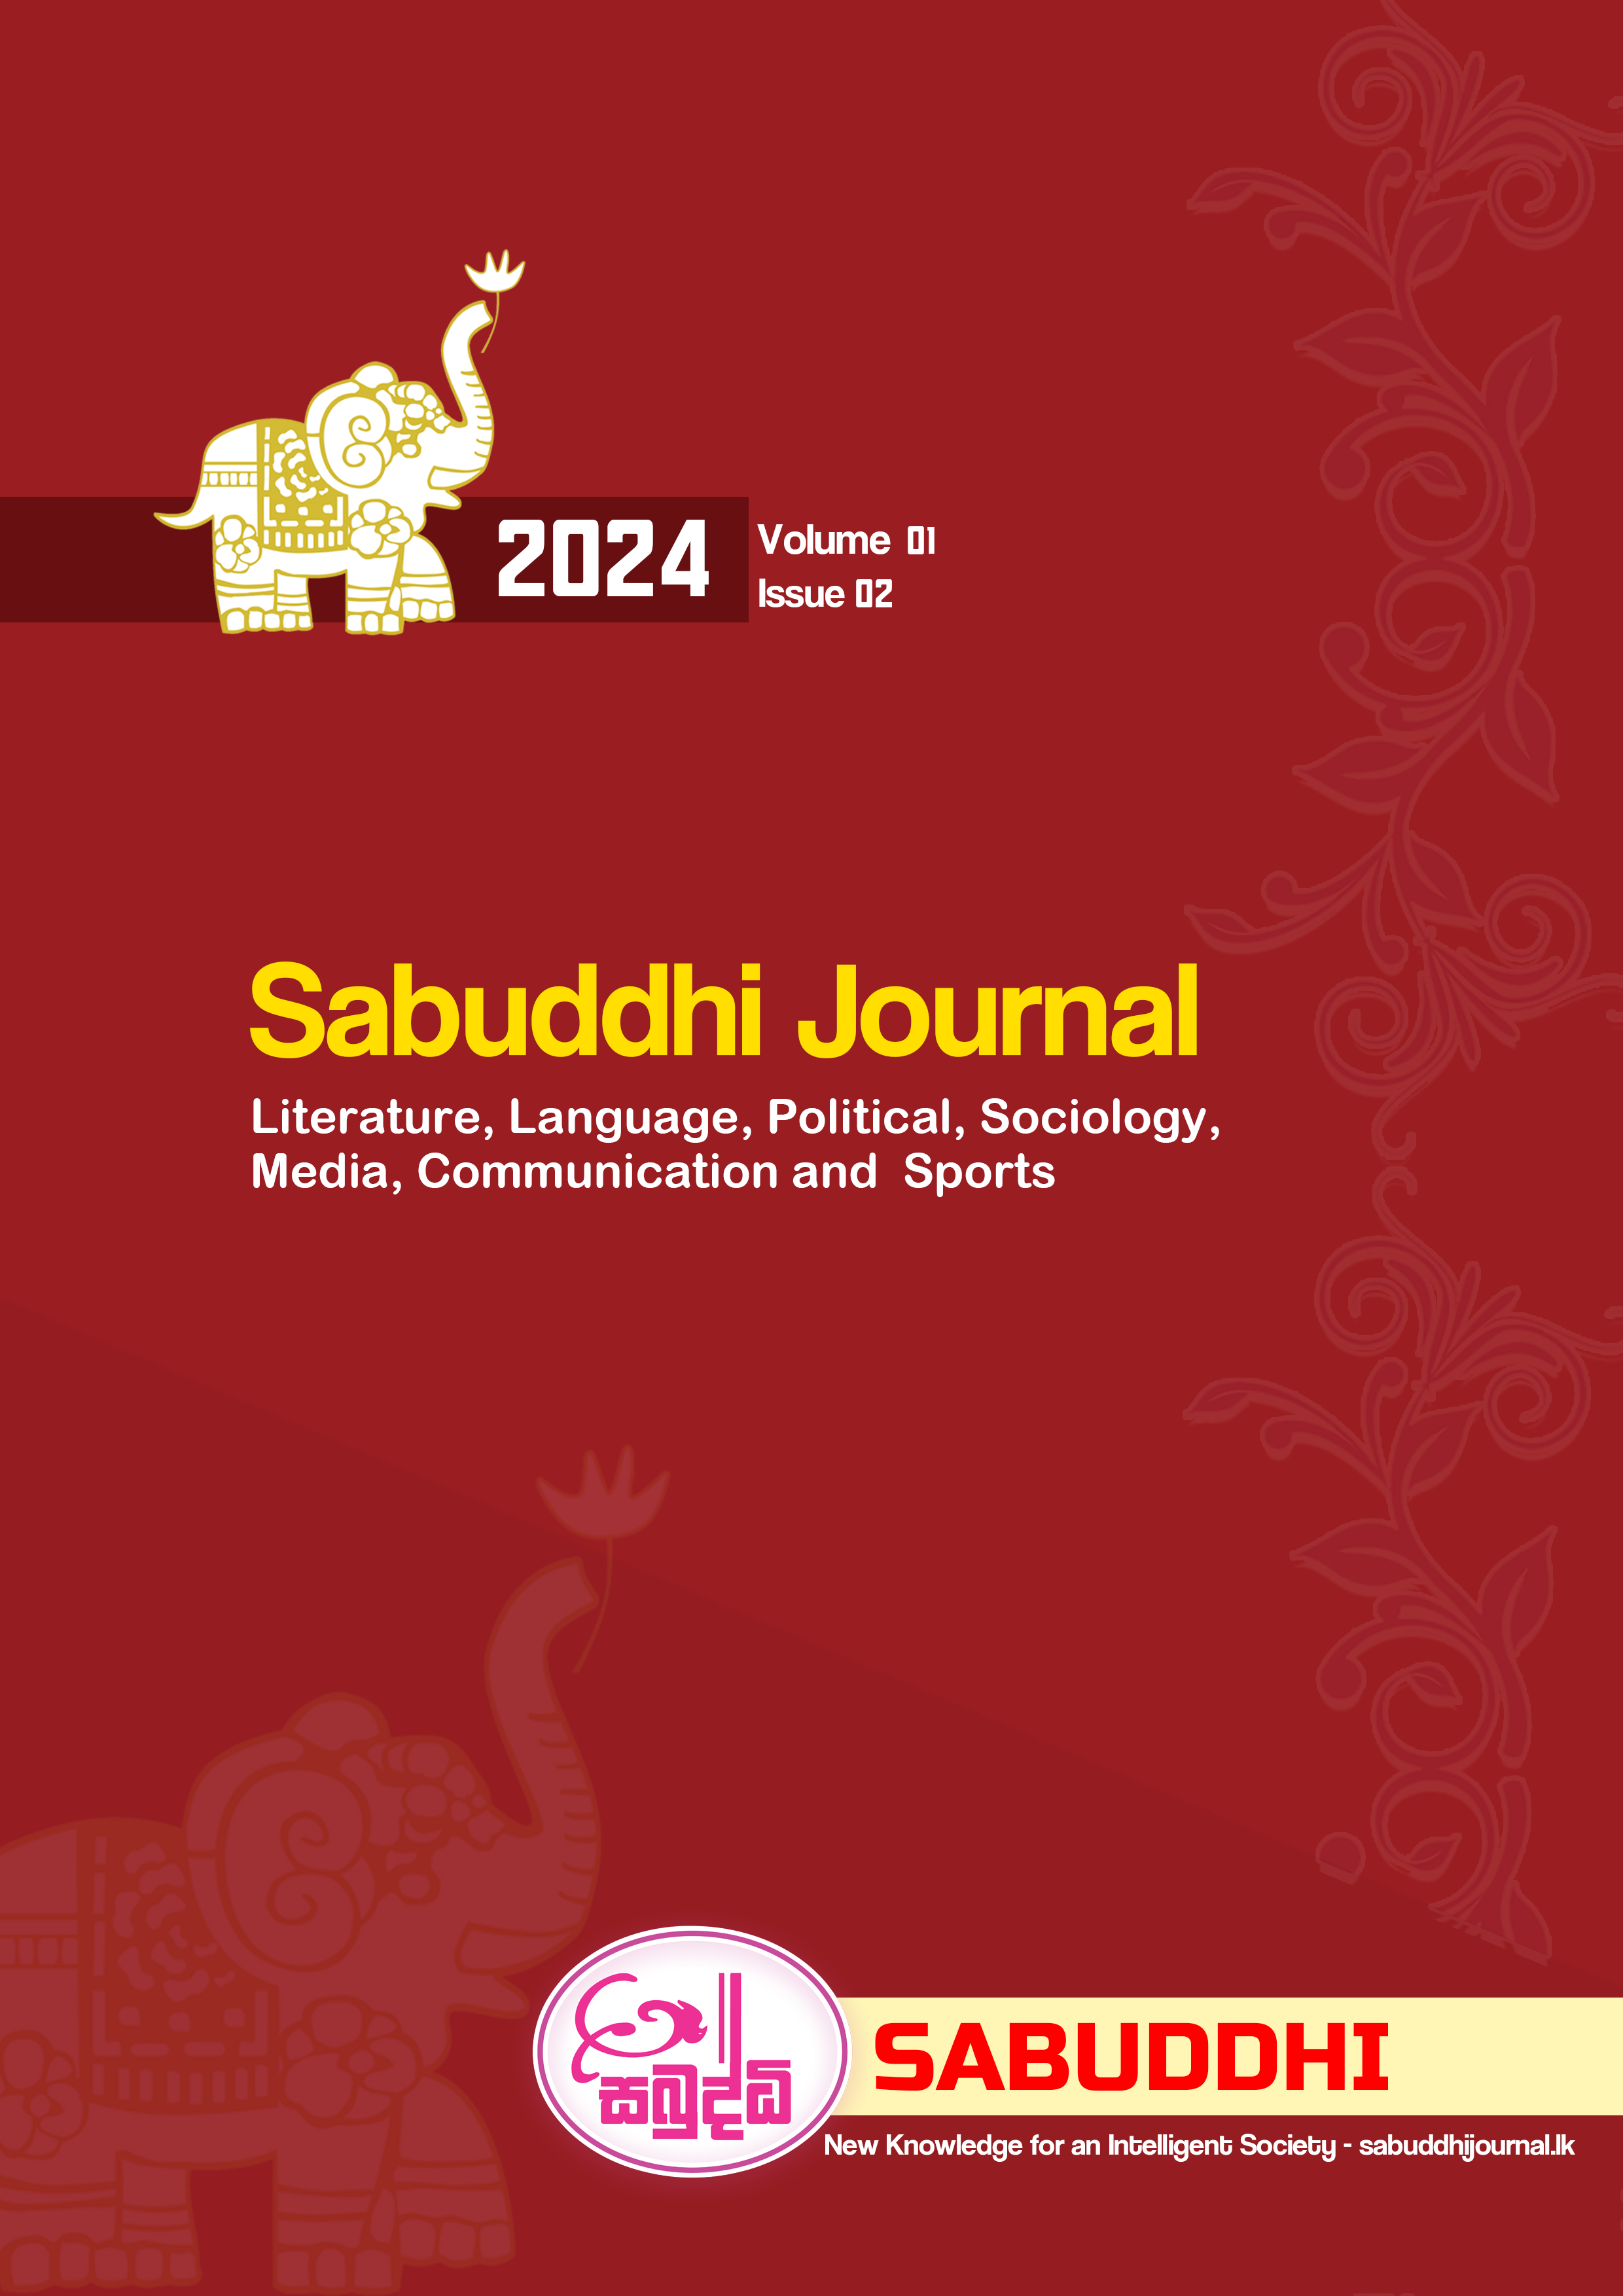 2024
Volume 01
Issue 02
Sabuddhi Journal
Literature, Language, Political, Sociology,
Media, Communication and Sports
සබුද්ධි
SABUDDHI
New Knowledge for an Intelligent Society - sabuddhijournal.lk